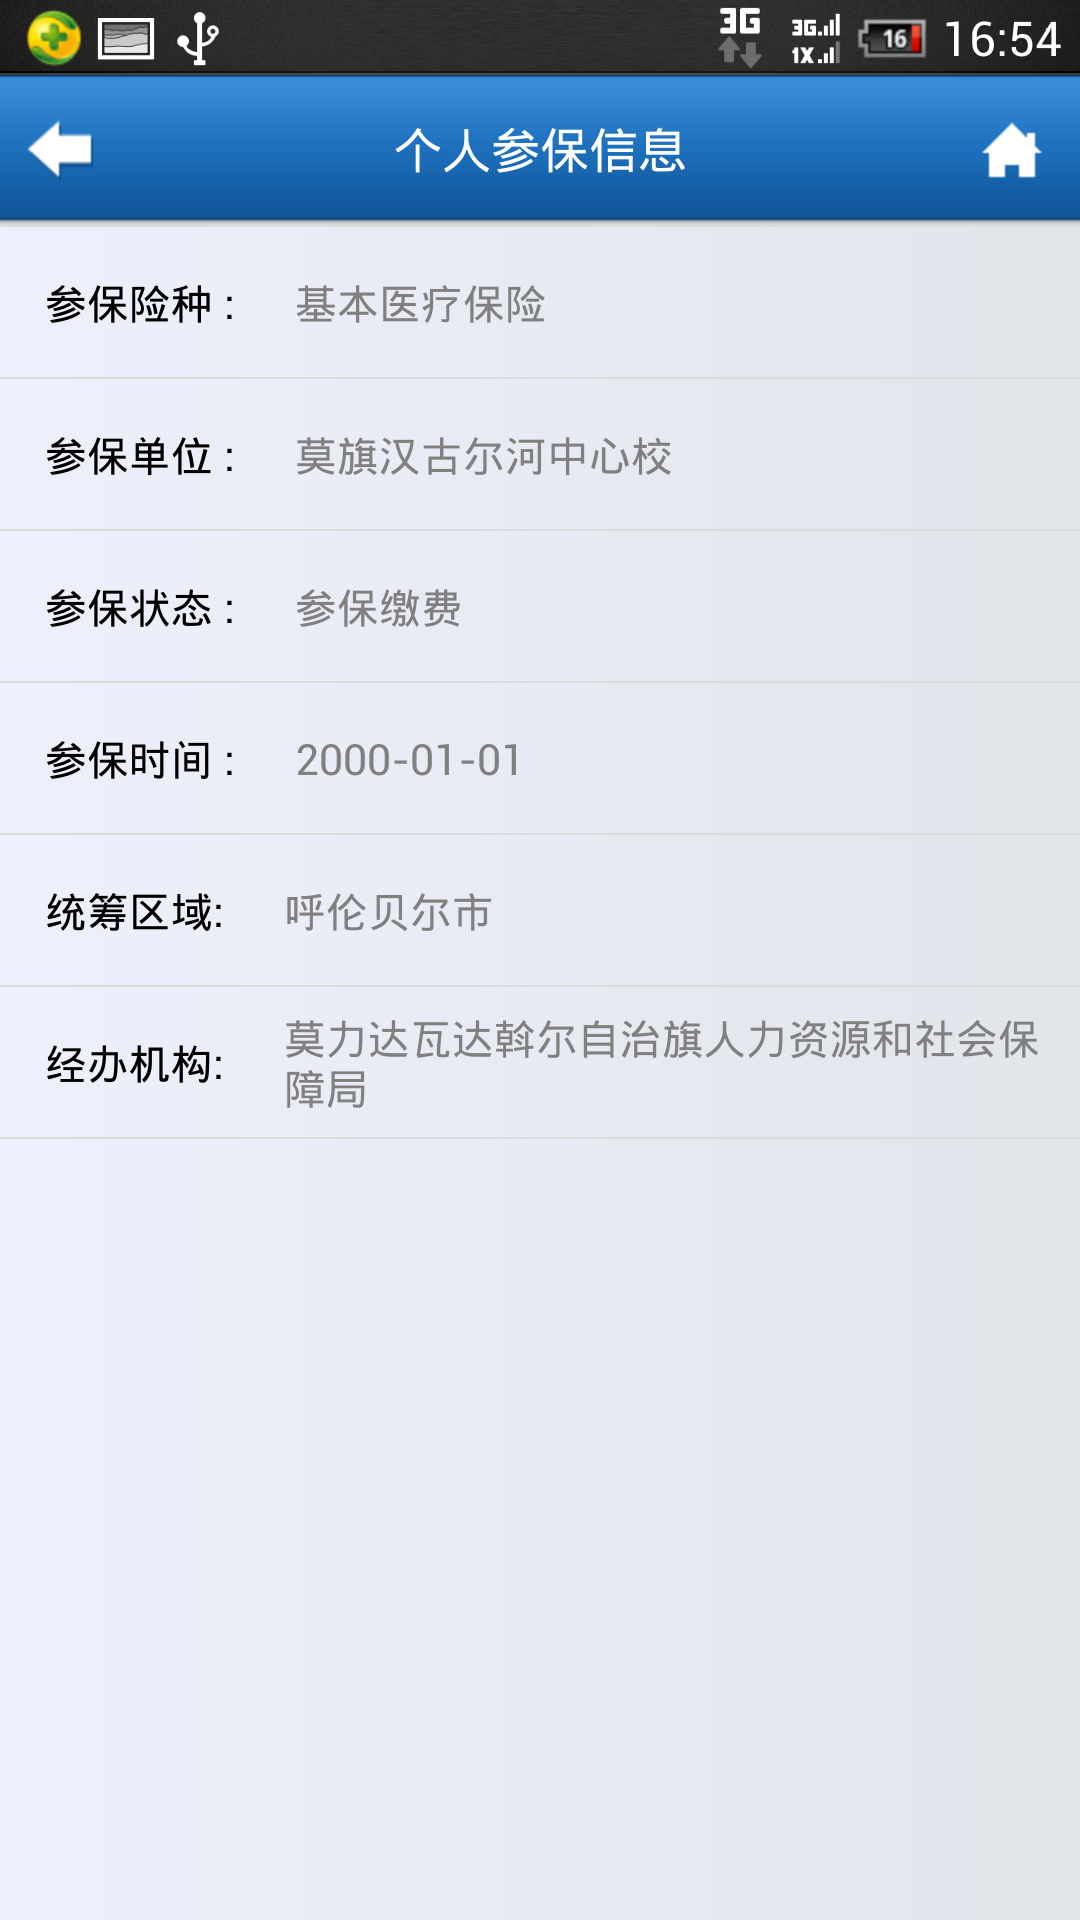 3G 3G 1X 16 16:54
个人参保信息
参保险种 : 基本医疗保险
参保单位 : 莫旗汉古尔河中心校
参保状态 : 参保缴费
参保时间 : 2000-01-01
统筹区域: 呼伦贝尔市
经办机构: 莫力达瓦达斡尔自治旗人力资源和社会保
障局